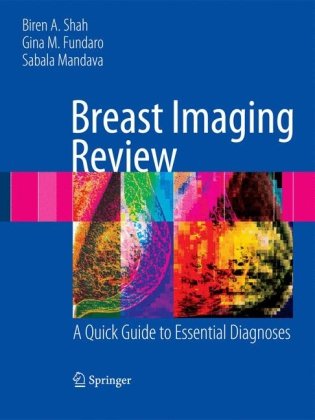 Biren A. Shah
Gina M. Fundaro
Sabala Mandava
Breast Imaging
Review
A Quick Guide to Essential Diagnoses
Springer